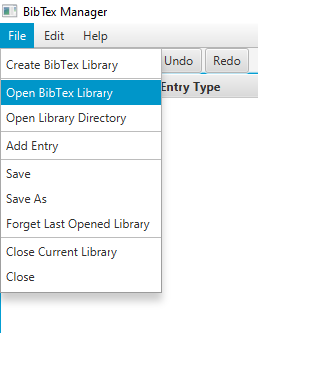 BibTex Manager
File Edit Help
Undo Redo
Entry Type
Create BibTex Library
Open BibTex Library
Open Library Directory
Add Entry
Save
Save As
Forget Last Opened Library
Close Current Library
Close